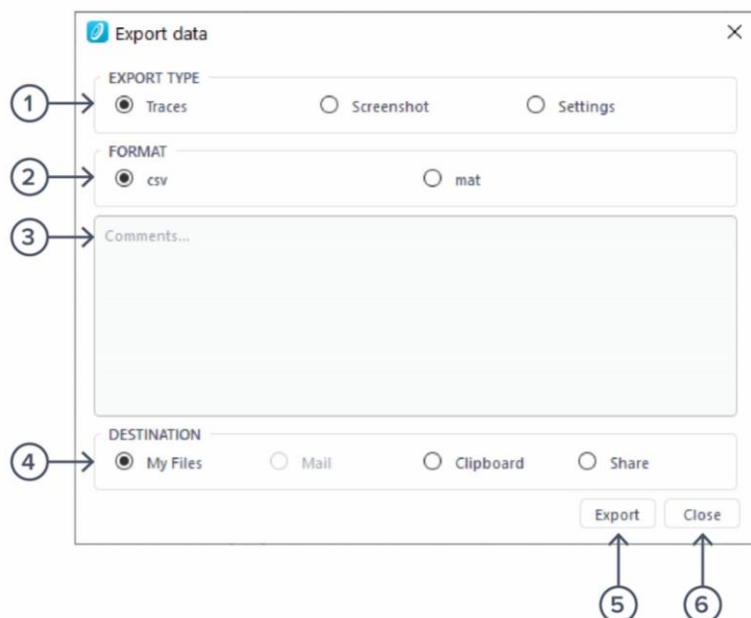 Export data
EXPORT TYPE
1 Traces Screenshot Settings
FORMAT
2 csv mat
3 Comments...
DESTINATION
4 My Files Mail Clipboard Share
Export Close
5 6